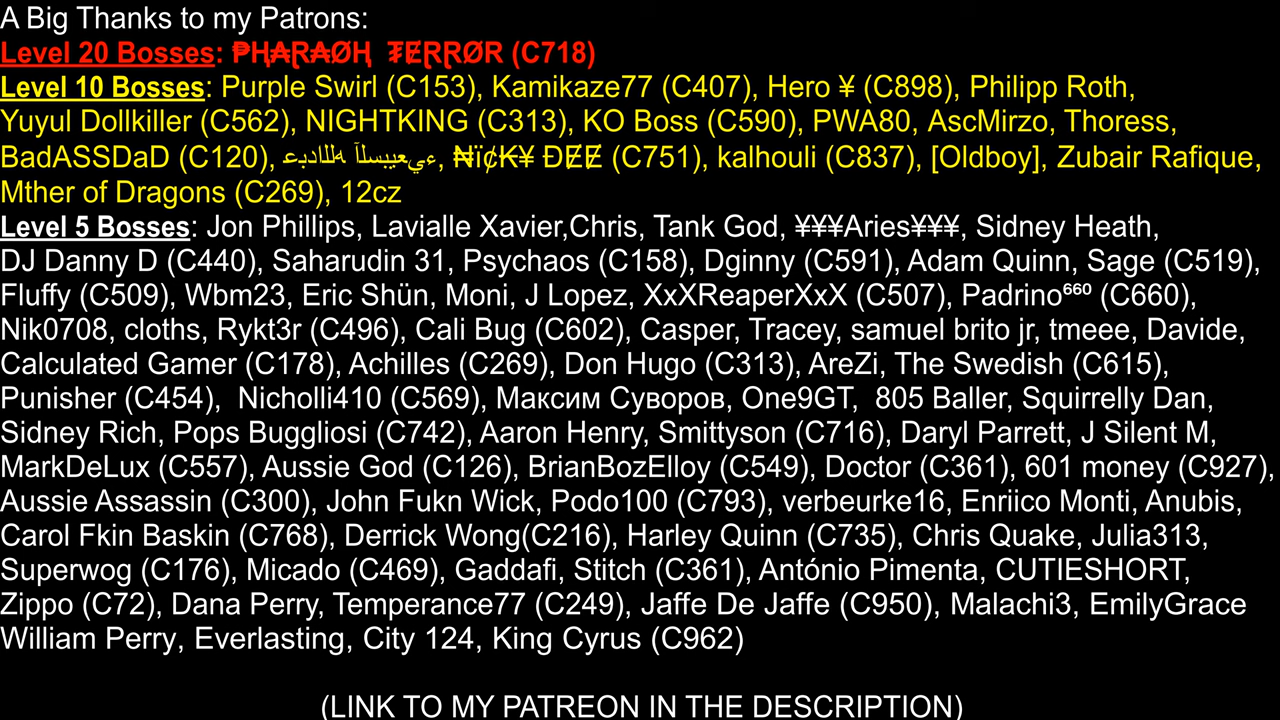 A Big Thanks to my Patrons:
Level 20 Bosses: ₱Ⱨ₳Ɽ₳ØⱧ ₮ɆⱤⱤØR (C718)
Level 10 Bosses: Purple Swirl (C153), Kamikaze77 (C407), Hero ¥ (C898), Philipp Roth,
Yuyul Dollkiller (C562), NIGHTKING (C313), KO Boss (C590), PWA80, AscMirzo, Thoress,
BadASSDaD (C120), ₦ï¢₭¥ ĐɆɆ (C751), kalhouli (C837), [Oldboy], Zubair Rafique,
Mther of Dragons (C269), 12cz
Level 5 Bosses: Jon Phillips, Lavialle Xavier,Chris, Tank God, ¥¥¥Aries¥¥¥, Sidney Heath,
DJ Danny D (C440), Saharudin 31, Psychaos (C158), Dginny (C591), Adam Quinn, Sage (C519),
Fluffy (C509), Wbm23, Eric Shün, Moni, J Lopez, XxXReaperXxX (C507), Padrino⁶⁶⁰ (C660),
Nik0708, cloths, Rykt3r (C496), Cali Bug (C602), Casper, Tracey, samuel brito jr, tmeee, Davide,
Calculated Gamer (C178), Achilles (C269), Don Hugo (C313), AreZi, The Swedish (C615),
Punisher (C454),  Nicholli410 (C569), Максим Суворов, One9GT,  805 Baller, Squirrelly Dan,
Sidney Rich, Pops Buggliosi (C742), Aaron Henry, Smittyson (C716), Daryl Parrett, J Silent M,
MarkDeLux (C557), Aussie God (C126), BrianBozElloy (C549), Doctor (C361), 601 money (C927),
Aussie Assassin (C300), John Fukn Wick, Podo100 (C793), verbeurke16, Enriico Monti, Anubis,
Carol Fkin Baskin (C768), Derrick Wong(C216), Harley Quinn (C735), Chris Quake, Julia313,
Superwog (C176), Micado (C469), Gaddafi, Stitch (C361), António Pimenta, CUTIESHORT,
Zippo (C72), Dana Perry, Temperance77 (C249), Jaffe De Jaffe (C950), Malachi3, EmilyGrace
William Perry, Everlasting, City 124, King Cyrus (C962)
(LINK TO MY PATREON IN THE DESCRIPTION)